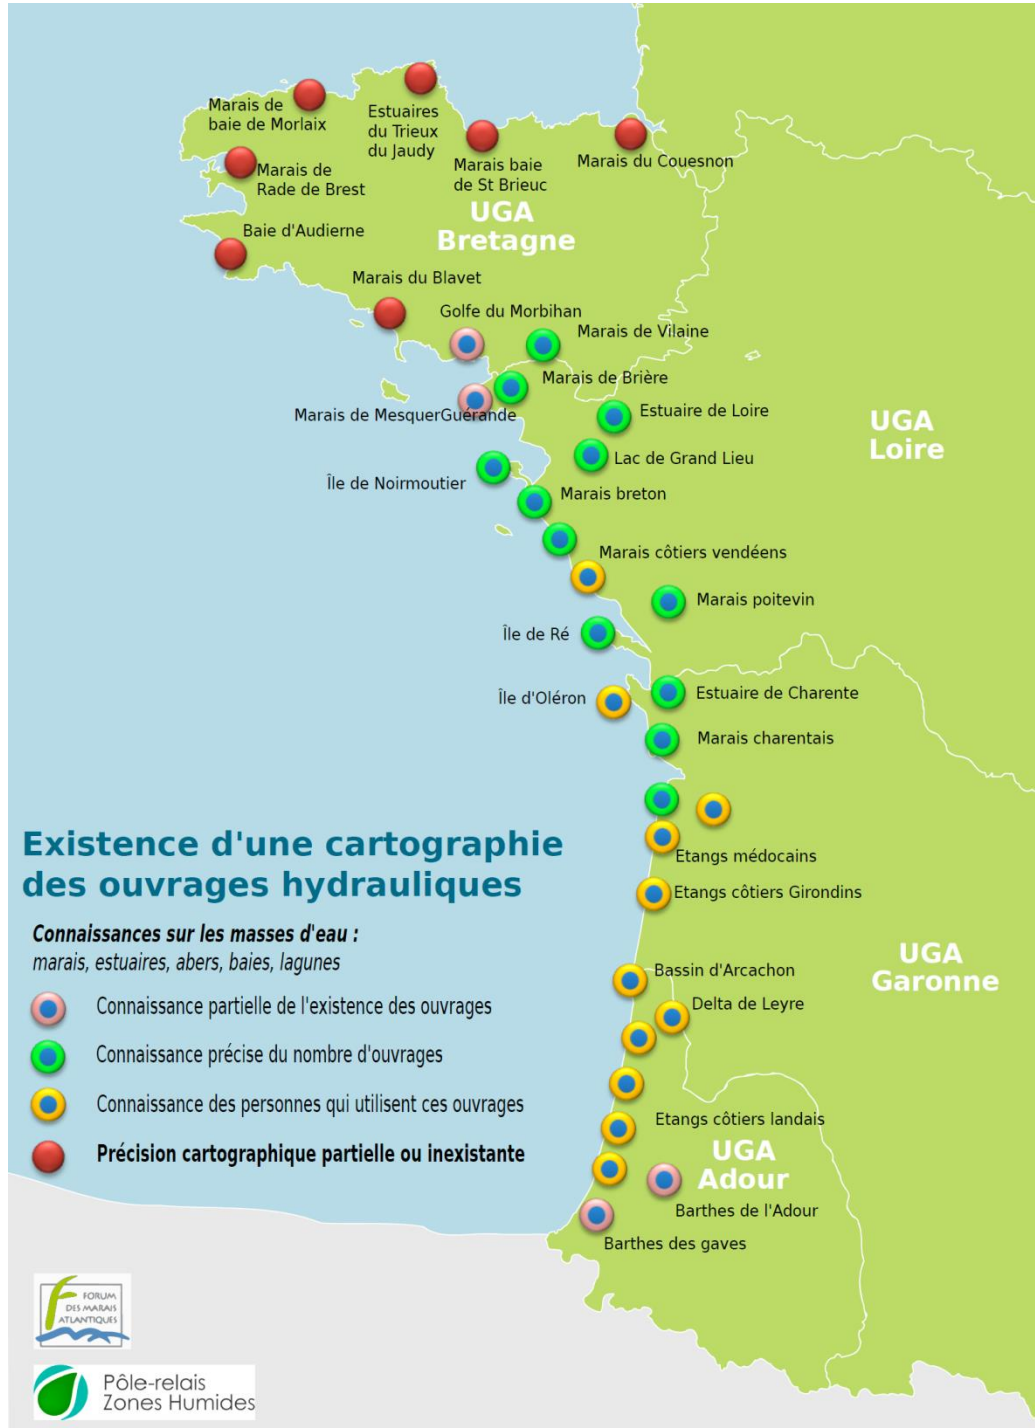 Marais de
baie de Morlaix
Estuaires
du Trieux
du Jaudy
Marais baie
de St Brieuc
Marais du Couesnon
Marais de
Rade de Brest
UGA
Bretagne
Baie d'Audierne
Marais du Blavet
Golfe du Morbihan
Marais de Vilaine
Marais de Brière
Marais de MesquerGuérande
Estuaire de Loire
UGA
Loire
Lac de Grand Lieu
Île de Noirmoutier
Marais breton
Marais côtiers vendéens
Marais poitevin
Île de Ré
Île d'Oléron
Estuaire de Charente
Marais charentais
Etangs médocains
Etangs côtiers Girondins
UGA
Garonne
Bassin d'Arcachon
Delta de Leyre
Etangs côtiers landais
UGA
Adour
Barthes de l'Adour
Barthes des gaves
Existence d'une cartographie
des ouvrages hydrauliques
Connaissances sur les masses d'eau :
marais, estuaires, abers, baies, lagunes
Connaissance partielle de l'existence des ouvrages
Connaissance précise du nombre d'ouvrages
Connaissance des personnes qui utilisent ces ouvrages
Précision cartographique partielle ou inexistante
FORUM
DES MARAIS
ATLANTIQUES
Pôle-relais
Zones Humides